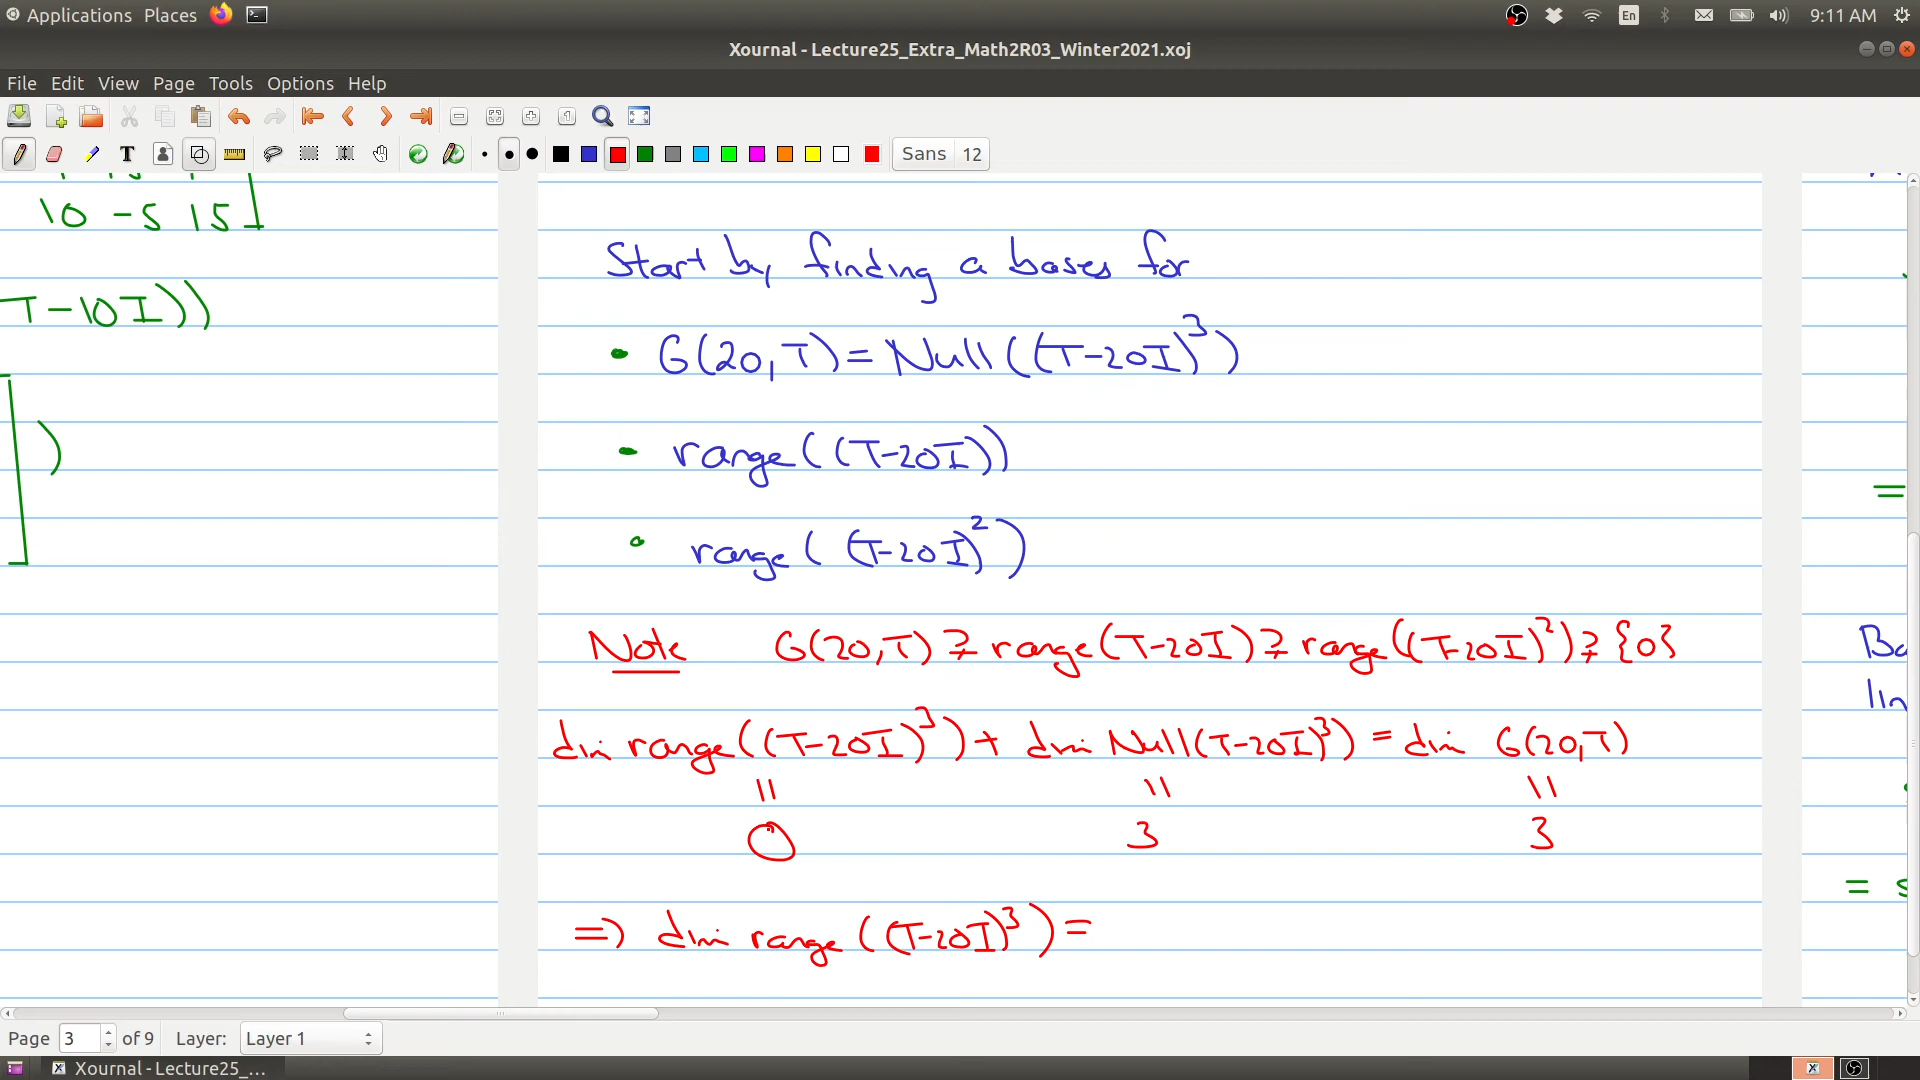 Applications Places En 9:11 AM
Xournal - Lecture25_Extra_Math2R03_Winter2021.xoj
File Edit View Page Tools Options Help
T Sans 12
10 -5 15
T-10I))
)
Start by finding a bases for
• G(20,T) = Null((T-20I)³)
• range((T-20I))
• range((T-20I)²)
Note G(20,T) ⊋ range(T-20I) ⊋ range((T-20I)²) ⊋ {0}
dim range((T-20I)³) + dim Null(T-20I)³) = dim G(20,T)
" " "
0 3 3
=> dim range((T-20I)³) =
=
= s
Page 3 of 9 Layer: Layer 1
Xournal - Lecture25_...